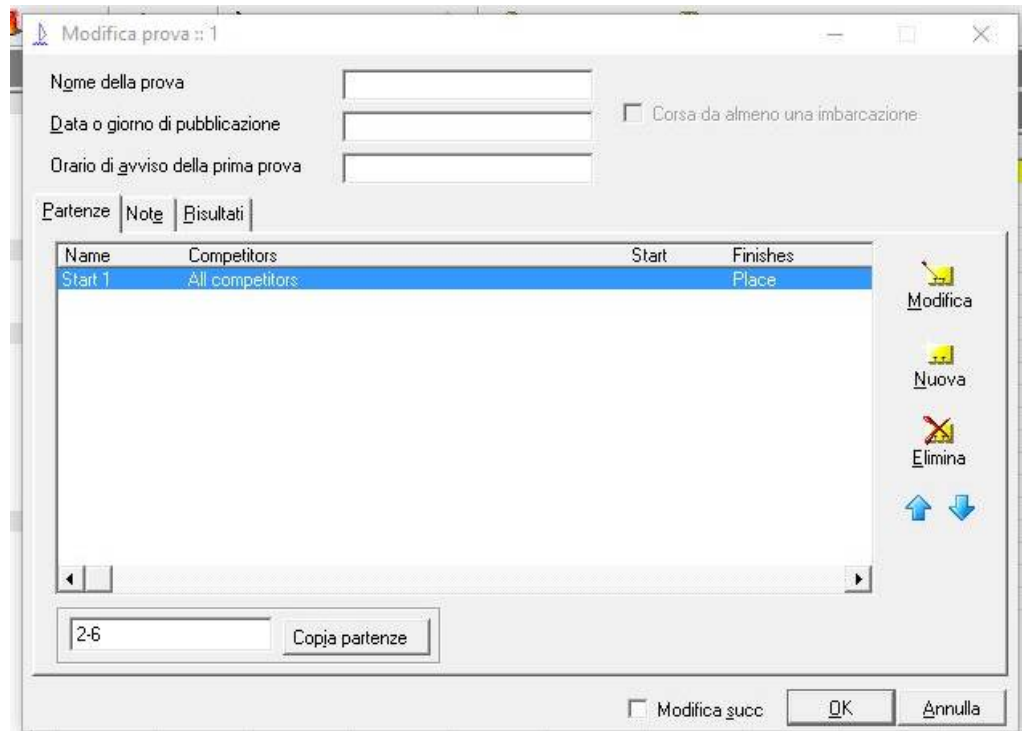 Modifica prova :: 1
Nome della prova
Data o giorno di pubblicazione
Corsa da almeno una imbarcazione
Orario di avviso della prima prova
Partenze Note Risultati
Name Competitors Start Finishes
Start 1 All competitors Place
Modifica
Nuova
Elimina
2-6 Copia partenze
Modifica succ OK Annulla